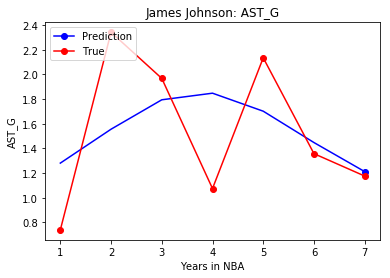 James Johnson: AST_G
Prediction
True
AST_G
2.4
2.2
2.0
1.8
1.6
1.4
1.2
1.0
0.8
1 2 3 4 5 6 7
Years in NBA